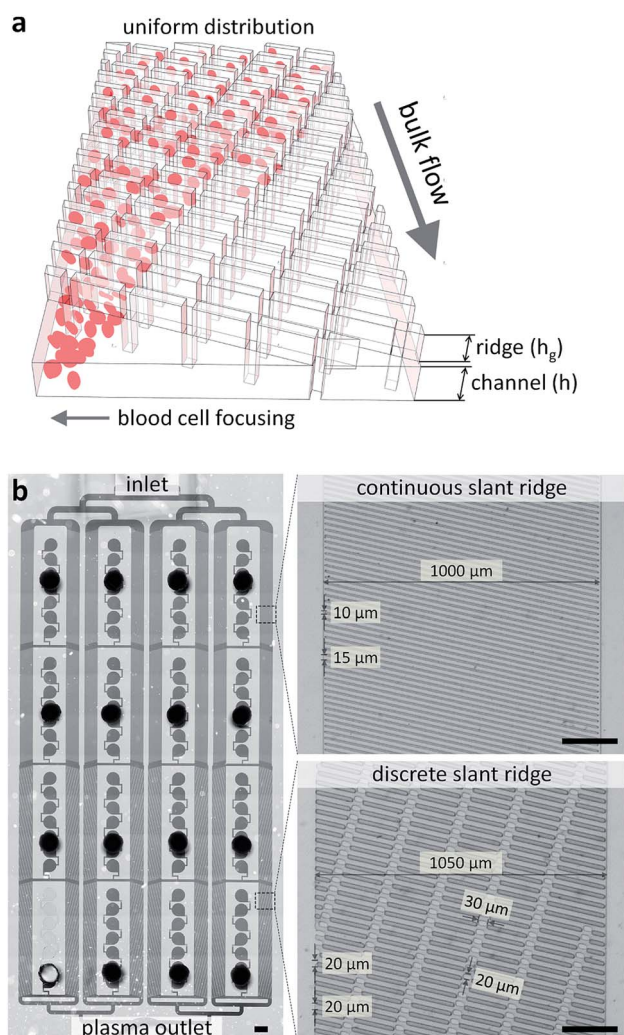 a
uniform distribution
bulk flow
ridge (hg)
channel (h)
blood cell focusing
b
inlet
plasma outlet
continuous slant ridge
1000 µm
10 µm
15 µm
discrete slant ridge
1050 µm
30 µm
20 µm
20 µm
20 µm